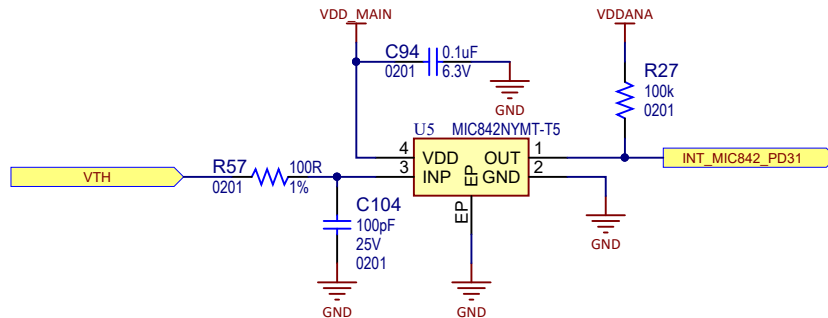 VDD_MAIN
VDDANA
C94 0.1uF
0201 6.3V
GND
R27
100k
0201
U5 MIC842NYMT-T5
4 VDD OUT 1
3 INP GND 2
EP
EP
INT_MIC842_PD31
VTH
R57 100R
0201 1%
C104
100pF
25V
0201
GND
GND
GND